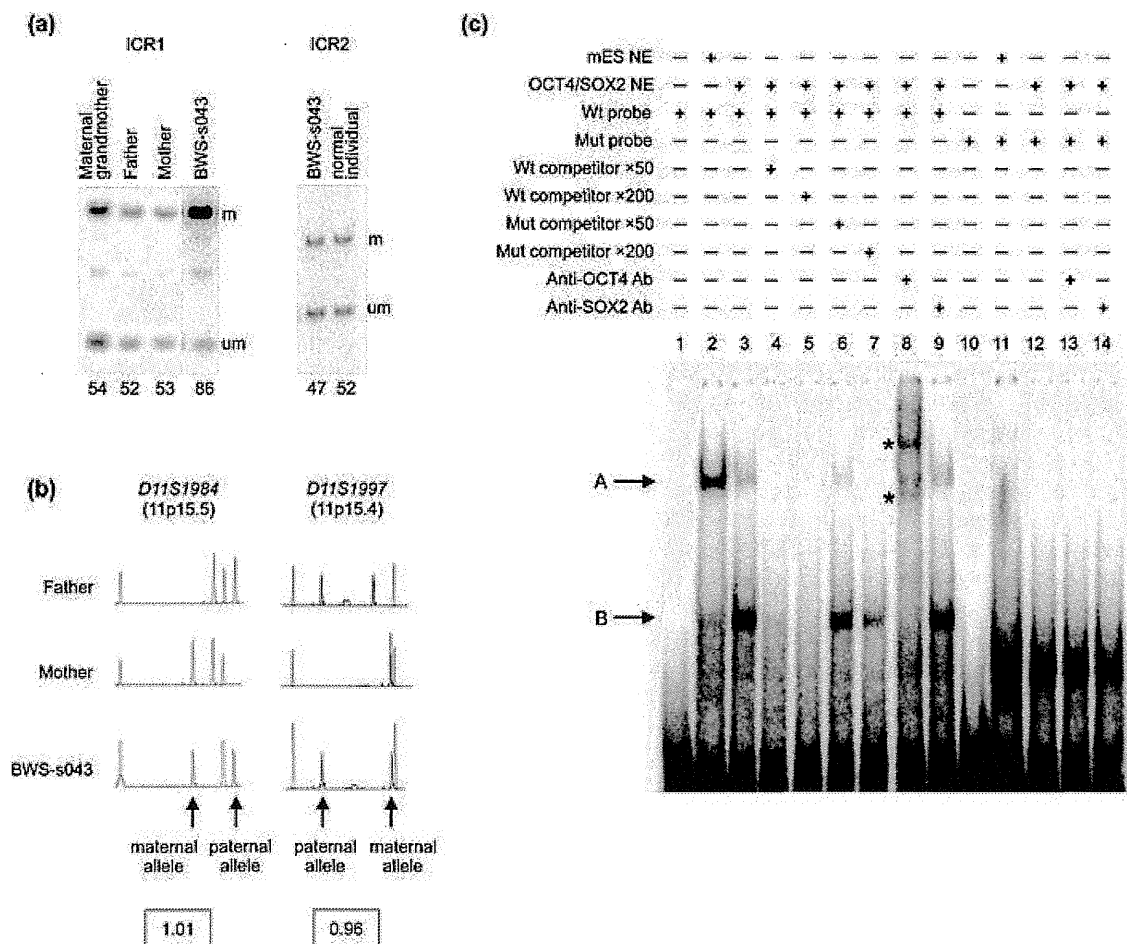 (a)
ICR1
ICR2
Maternal
grandmother
Father
Mother
BWS-s043
BWS-s043
normal
individual
m
um
m
um
54 52 53 86
47 52
(b)
D11S1984
(11p15.5)
D11S1997
(11p15.4)
Father
Mother
BWS-s043
maternal
allele
paternal
allele
paternal
allele
maternal
allele
1.01
0.96
(c)
mES NE – + – – – – – – – – + – – –
OCT4/SOX2 NE – – + + + + + + + – – + + +
Wt probe + + + + + + + + + – – – – –
Mut probe – – – – – – – – – + + + + +
Wt competitor ×50 – – – + – – – – – – – – – –
Wt competitor ×200 – – – – + – – – – – – – – –
Mut competitor ×50 – – – – – + – – – – – – – –
Mut competitor ×200 – – – – – – + – – – – – – –
Anti-OCT4 Ab – – – – – – – + – – – – + –
Anti-SOX2 Ab – – – – – – – – + – – – – +
1 2 3 4 5 6 7 8 9 10 11 12 13 14
*
A
*
B